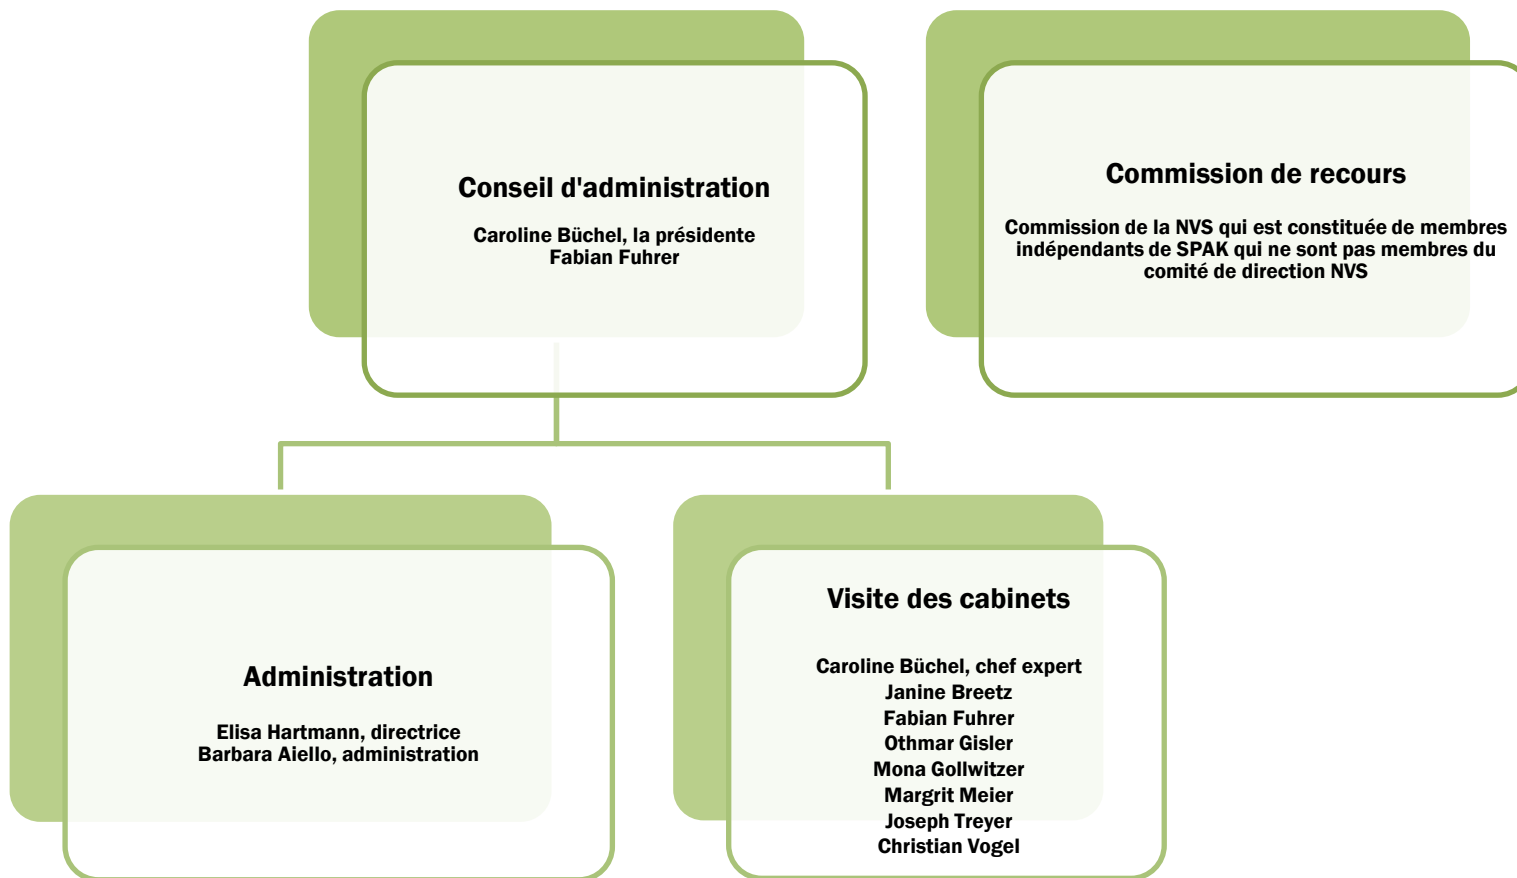 Conseil d'administration
Caroline Büchel, la présidente
Fabian Fuhrer
Commission de recours
Commission de la NVS qui est constituée de membres
indépendants de SPAK qui ne sont pas membres du
comité de direction NVS
Administration
Elisa Hartmann, directrice
Barbara Aiello, administration
Visite des cabinets
Caroline Büchel, chef expert
Janine Breetz
Fabian Fuhrer
Othmar Gisler
Mona Gollwitzer
Margrit Meier
Joseph Treyer
Christian Vogel